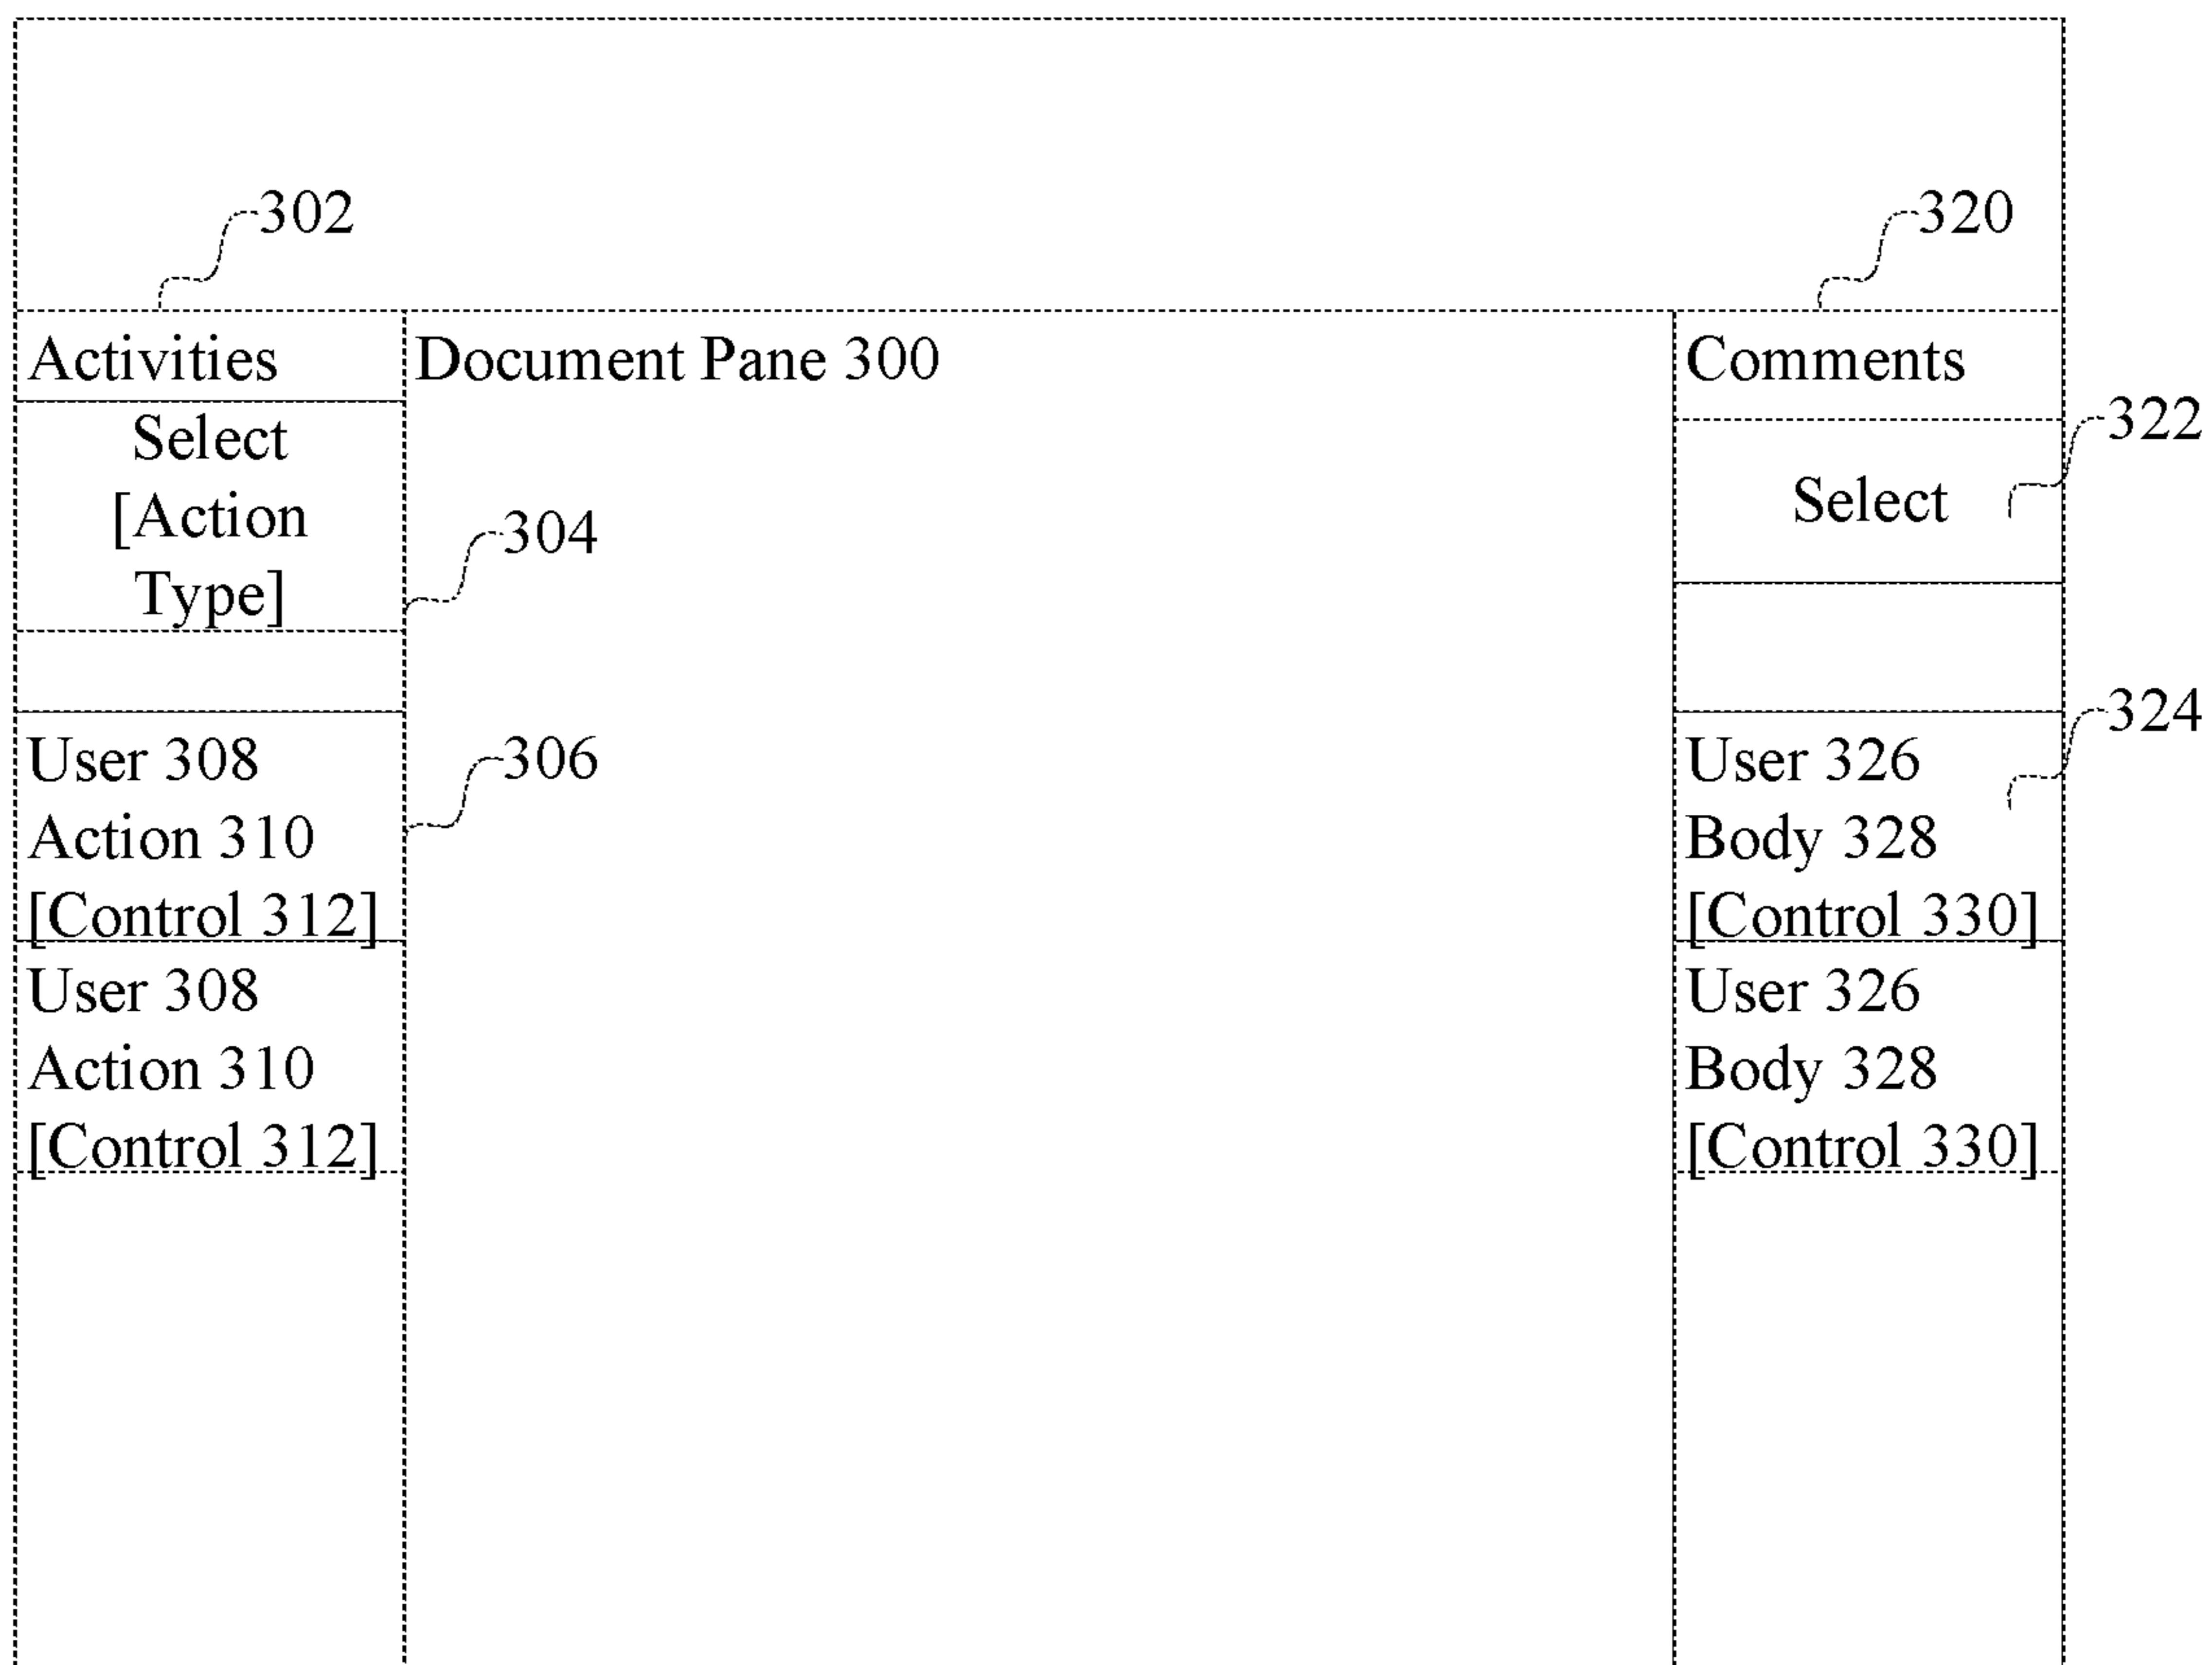 302
320
Activities
Document Pane 300
Comments
322
Select
[Action
Type]
304
Select
324
User 308
Action 310
[Control 312]
306
User 326
Body 328
[Control 330]
User 308
Action 310
[Control 312]
User 326
Body 328
[Control 330]